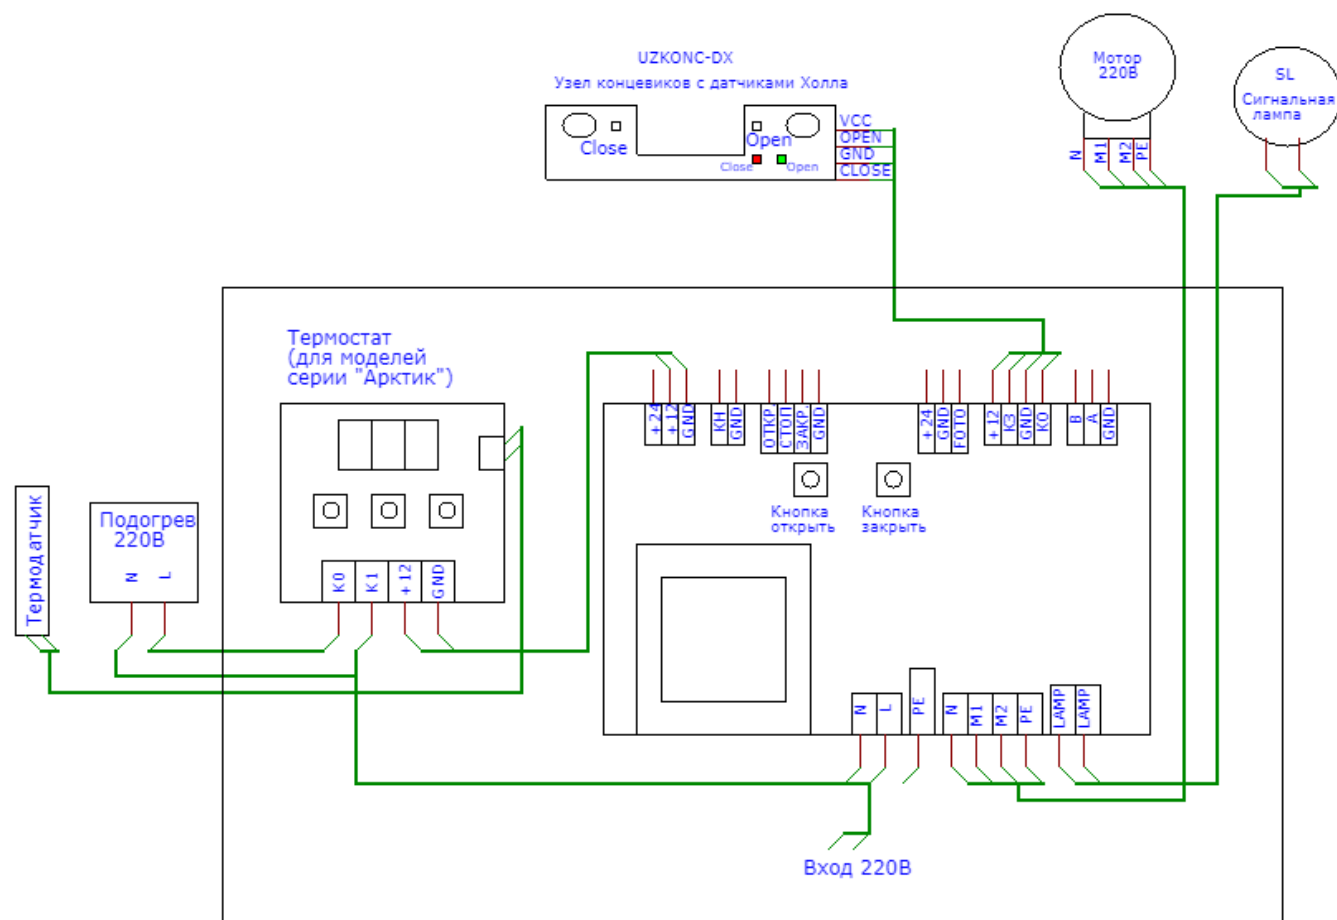 UZKONC-DX
Узел концевиков с датчиками Холла
Close
Open
Close
Open
VCC
OPEN
GND
CLOSE
Мотор
220В
N
M1
M2
PE
SL
Сигнальная
лампа
Термостат
(для моделей
серии "Арктик")
+24
+12
GND
КН
GND
ОТКР.
СТОП
ЗАКР.
GND
+24
GND
FOTO
+12
КЗ
GND
КО
B
A
GND
Кнопка
открыть
Кнопка
закрыть
Термодатчик
Подогрев
220В
N
L
K0
K1
+12
GND
N
L
PE
N
M1
M2
PE
LAMP
LAMP
Вход 220В